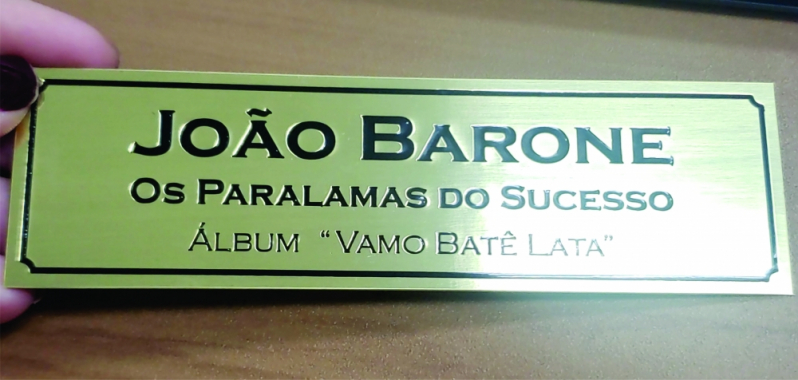 JOÃO BARONE
OS PARALAMAS DO SUCESSO
ÁLBUM "VAMO BATÊ LATA"